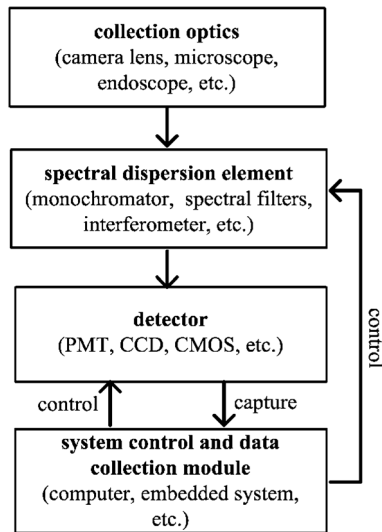 collection optics
(camera lens, microscope,
endoscope, etc.)
spectral dispersion element
(monochromator, spectral filters,
interferometer, etc.)
detector
(PMT, CCD, CMOS, etc.)
control
control
capture
system control and data
collection module
(computer, embedded system,
etc.)